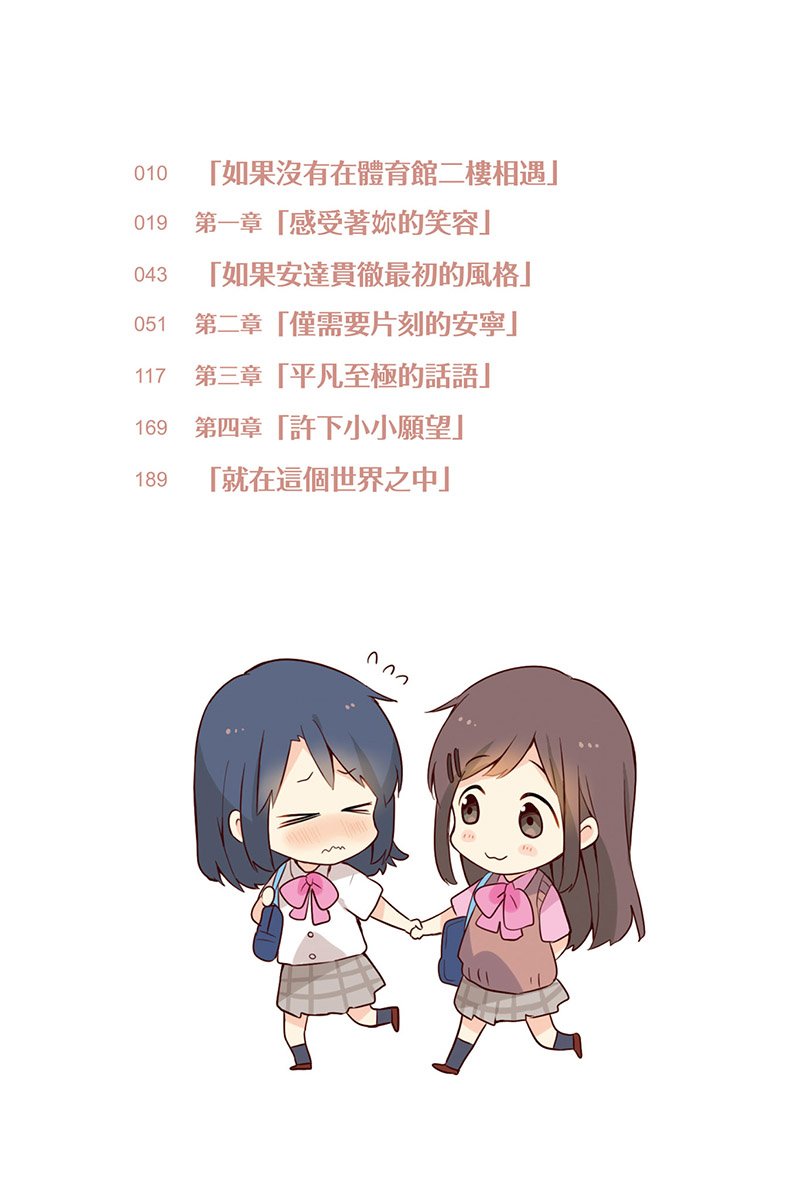 010 「如果沒有在體育館二樓相遇」
019 第一章「感受著妳的笑容」
043 「如果安達貫徹最初的風格」
051 第二章「僅需要片刻的安寧」
117 第三章「平凡至極的話語」
169 第四章「許下小小願望」
189 「就在這個世界之中」